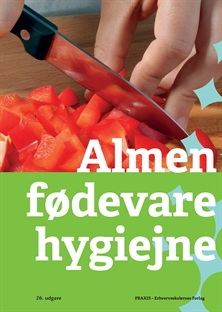 Almen
fødevare
hygiejne
26. udgave
PRAXIS – Erhvervsskolernes Forlag